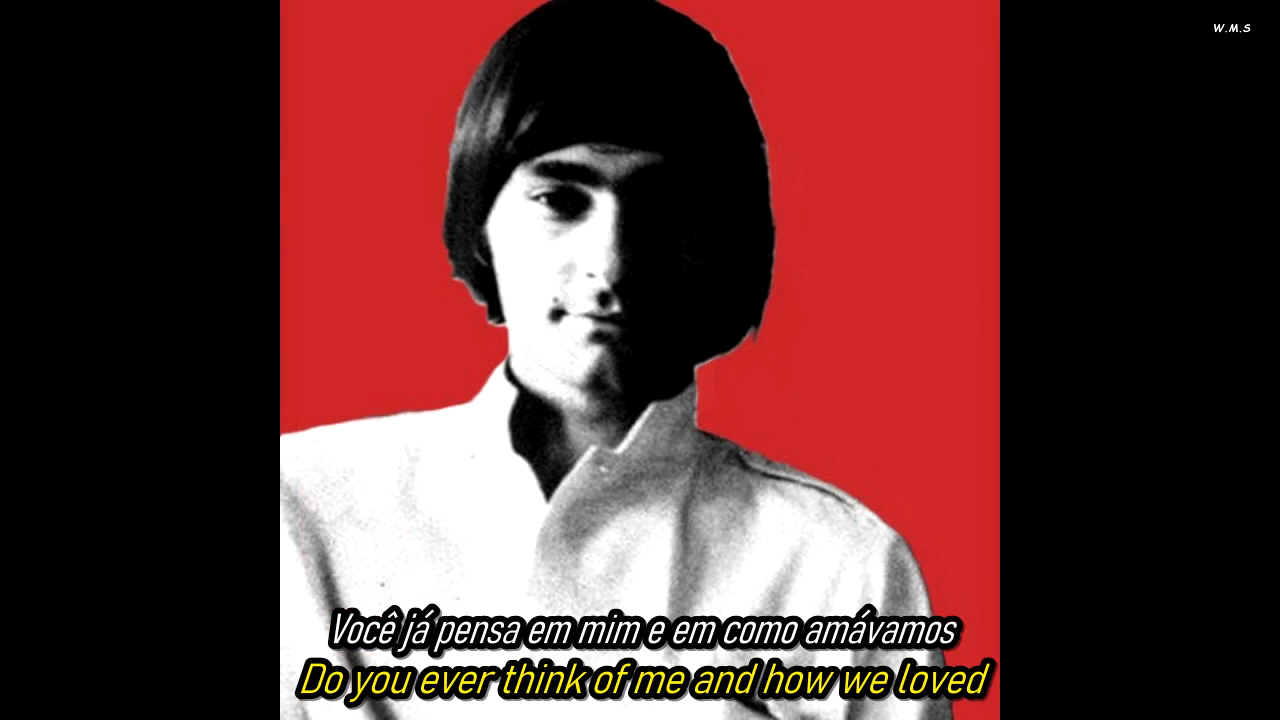 W.M.S
Você já pensa em mim e em como amávamos
Do you ever think of me and how we loved